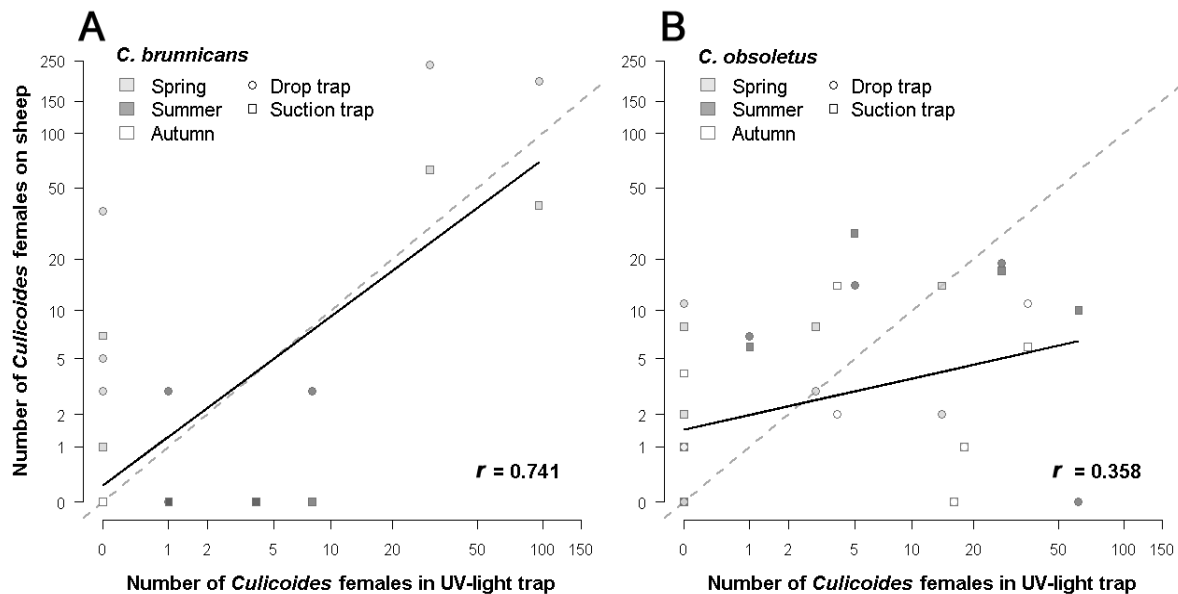 A
C. brunnicans
Spring
Summer
Autumn
Drop trap
Suction trap
250
150
100
50
20
10
5
2
1
0
Number of Culicoides females on sheep
r = 0.741
0 1 2 5 10 20 30 50 100 150
Number of Culicoides females in UV-light trap
B
C. obsoletus
Spring
Summer
Autumn
Drop trap
Suction trap
250
150
100
50
20
10
5
2
1
0
r = 0.358
0 1 2 5 10 20 30 50 100 150
Number of Culicoides females in UV-light trap